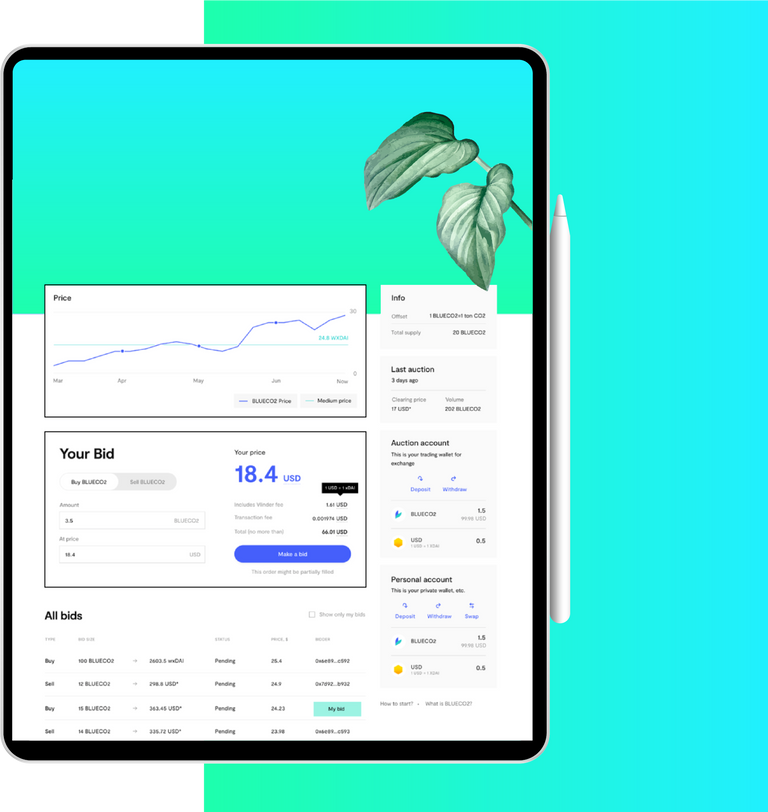 Price
30
24.8 WXDAI
0
Mar Apr May Jun Now
BLUECO2 Price Medium price
Your Bid
Buy BLUECO2 Sell BLUECO2
Amount
3.5 BLUECO2
At price
18.4 USD
Your price
18.4 USD
1 USD = 1 xDAI
Includes Vlinder fee 1.61 USD
Transaction fee 0.001974 USD
Total (no more than) 66.01 USD
Make a bid
This order might be partially filled
All bids
Show only my bids
TYPE BID SIZE STATUS PRICE, $ BIDDER
Buy 100 BLUECO2 2603.5 wxDAI Pending 25.4 0x6e89...c592
Sell 12 BLUECO2 298.8 USD* Pending 24.9 0x7d92...b932
Buy 15 BLUECO2 363.45 USD* Pending 24.23 My bid
Sell 14 BLUECO2 335.72 USD* Pending 23.98 0x6e89...c593
Info
Offset 1 BLUECO2=1 ton CO2
Total supply 20 BLUECO2
Last auction
3 days ago
Clearing price Volume
17 USD* 202 BLUECO2
Auction account
This is your trading wallet for
exchange
Deposit Withdraw
BLUECO2 1.5
99.98 USD
USD 0.5
1 USD = 1 XDAI
Personal account
This is your private wallet, etc.
Deposit Withdraw Swap
BLUECO2 1.5
99.98 USD
USD 0.5
1 USD = 1 XDAI
How to start? • What is BLUECO2?